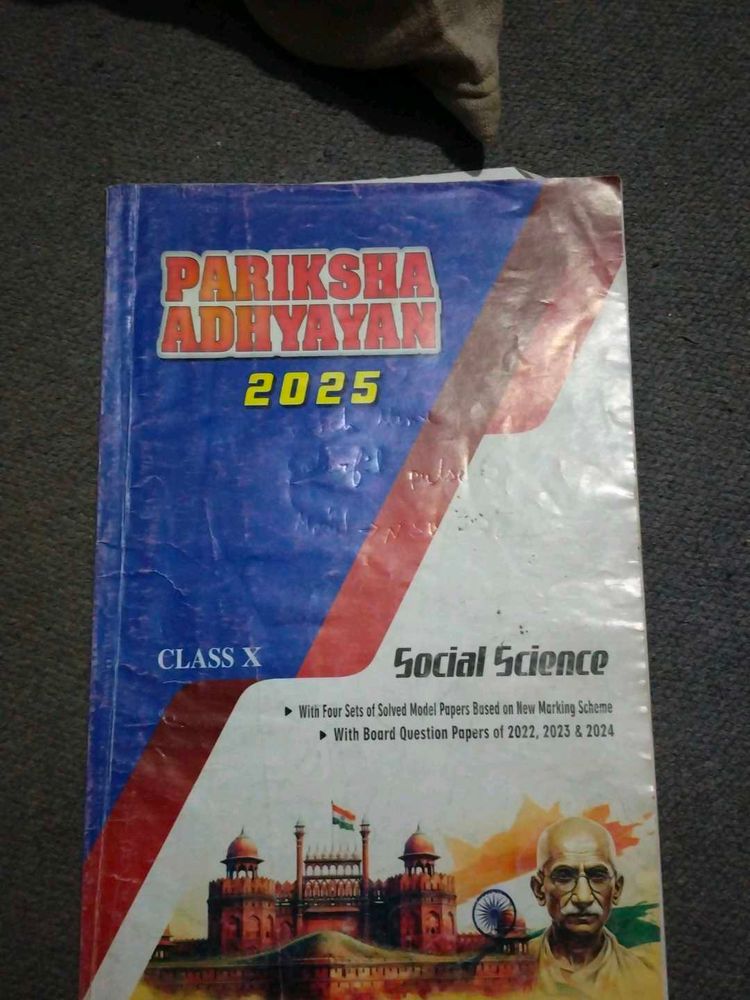 PARIKSHA
ADHYAYAN
2025
CLASS X
Social Science
▶ With Four Sets of Solved Model Papers Based on New Marking Scheme
▶ With Board Question Papers of 2022, 2023 & 2024